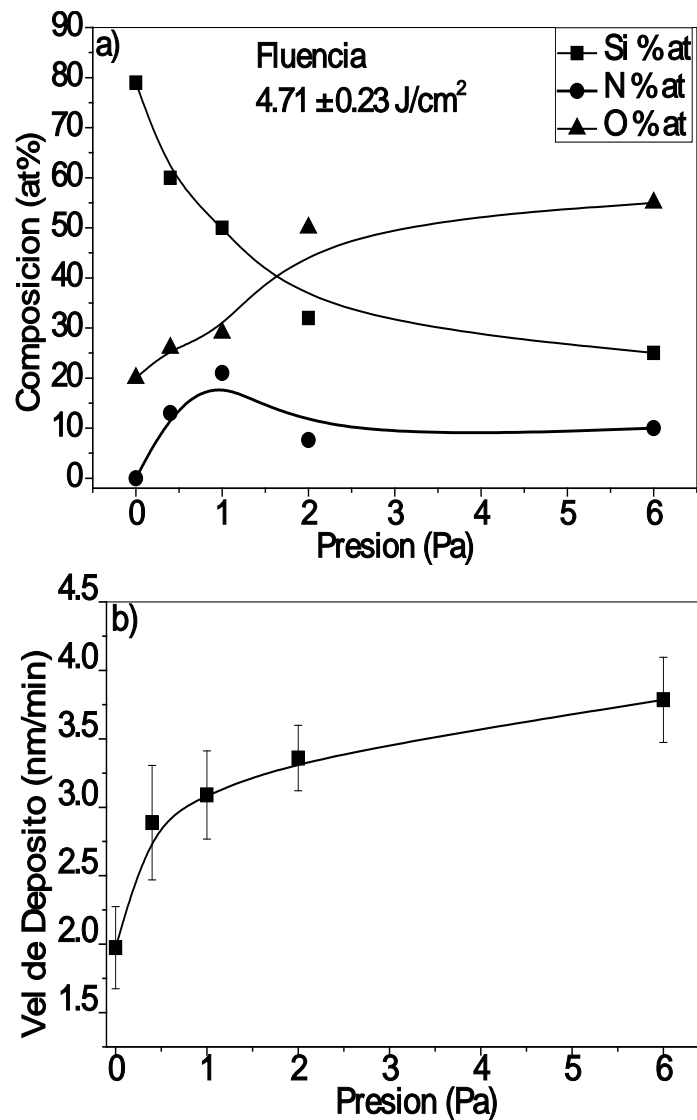 a)
Fluencia
4.71 ±0.23 J/cm²
Si %at
N %at
O %at
Composicion (at%)
90
80
70
60
50
40
30
20
10
0
0 1 2 3 4 5 6
Presion (Pa)
b)
Vel de Deposito (nm/min)
4.5
4.0
3.5
3.0
2.5
2.0
1.5
0 1 2 3 4 5 6
Presion (Pa)